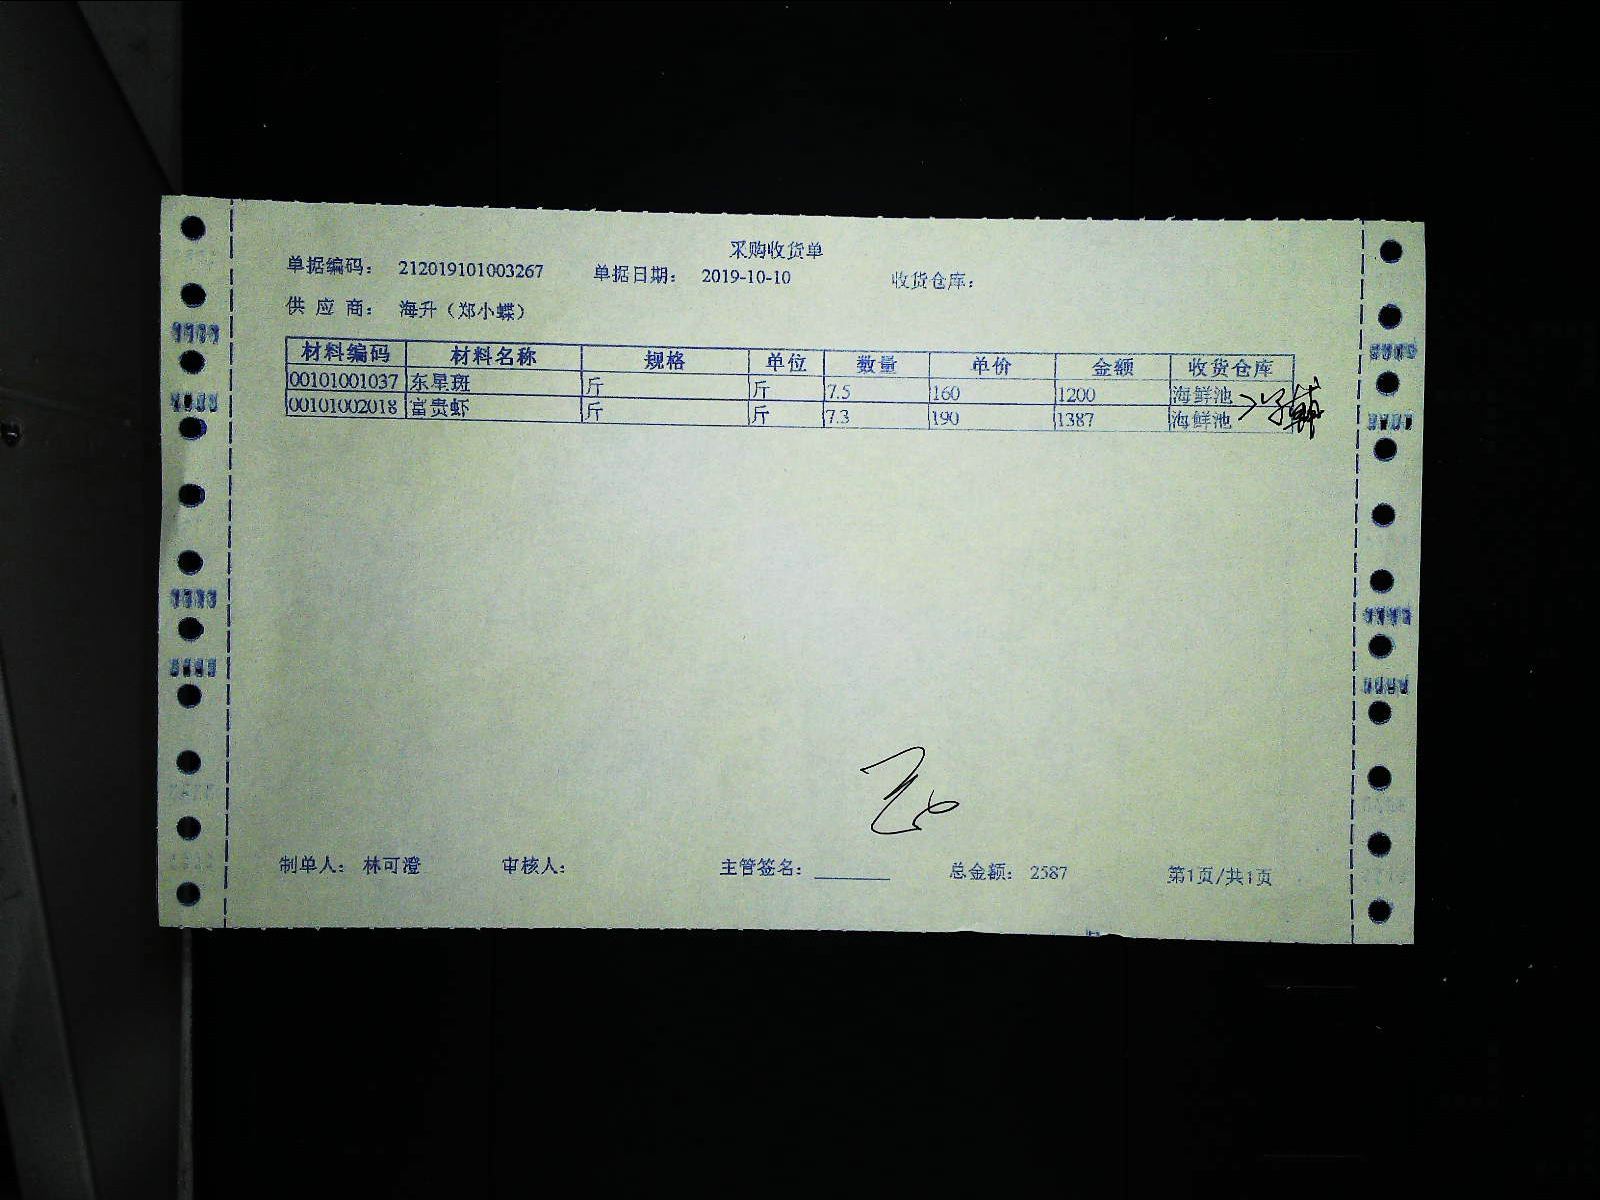 采购收货单
单据编码： 212019101003267 单据日期： 2019-10-10 收货仓库：
供 应 商： 海升（郑小蝶）
材料编码 材料名称 规格 单位 数量 单价 金额 收货仓库
00101001037 东星斑 斤 斤 7.5 160 1200 海鲜池
00101002018 富贵虾 斤 斤 7.3 190 1387 海鲜池
制单人： 林可澄 审核人： 主管签名： 总金额： 2587 第1页/共1页